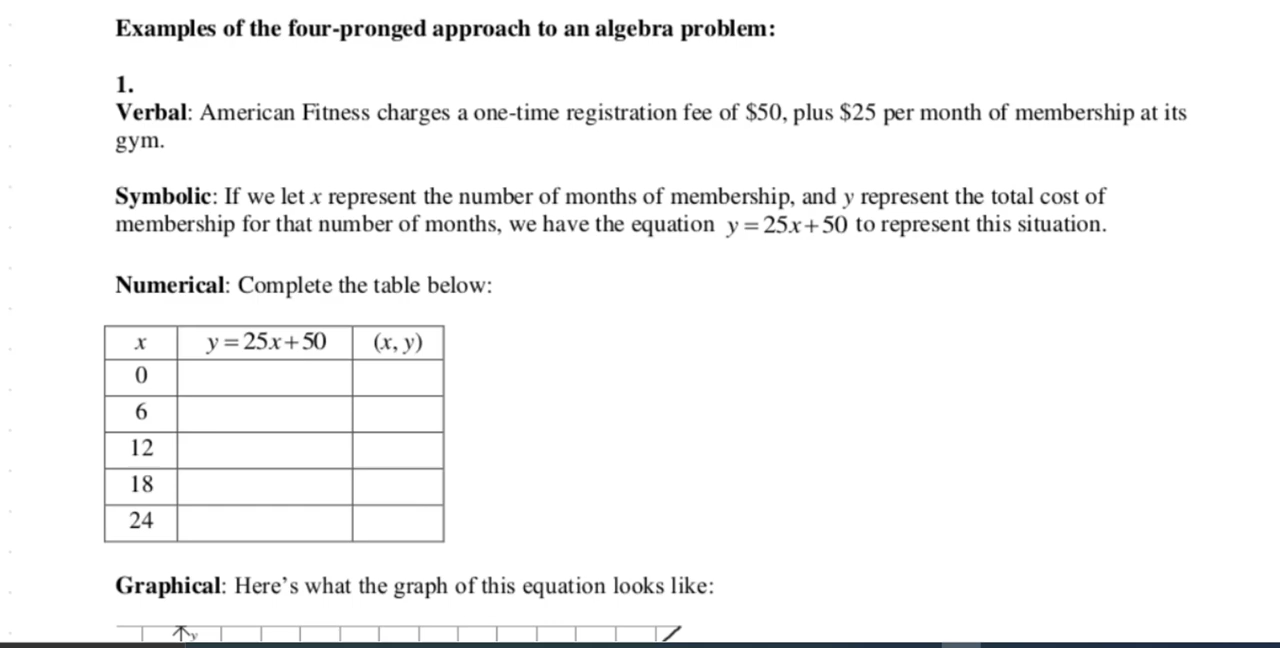 Examples of the four-pronged approach to an algebra problem:
1.
Verbal: American Fitness charges a one-time registration fee of $50, plus $25 per month of membership at its
gym.
Symbolic: If we let x represent the number of months of membership, and y represent the total cost of
membership for that number of months, we have the equation y = 25x + 50 to represent this situation.
Numerical: Complete the table below:
x y = 25x + 50 (x, y)
0
6
12
18
24
Graphical: Here's what the graph of this equation looks like:
y